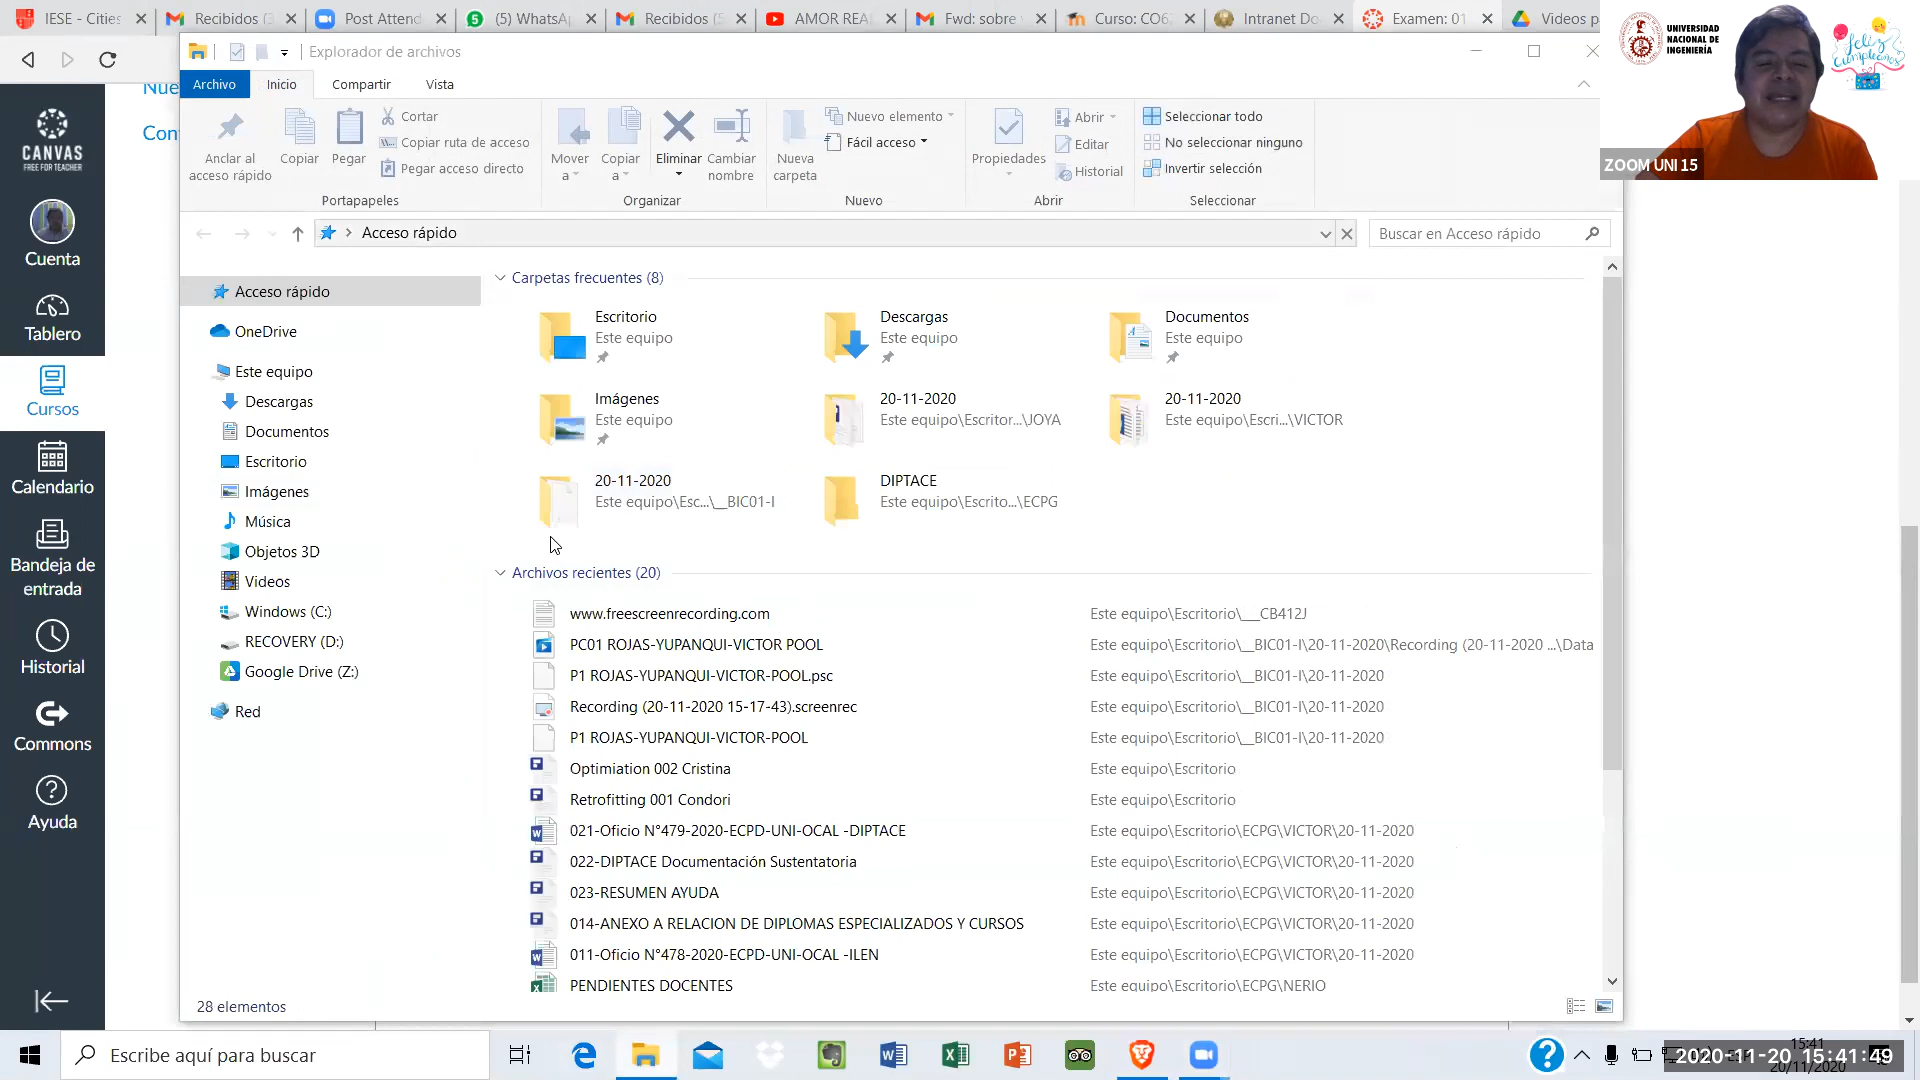 IESE - Cities
Recibidos (3
Post Attend
(5) WhatsA
Recibidos (5
AMOR REA
Fwd: sobre
Curso: CO6
Intranet Do
Examen: 01
Videos p
UNIVERSIDAD
NACIONAL DE
INGENIERÍA
feliz
cumpleaños
ZOOM UNI 15
Explorador de archivos
Archivo
Inicio
Compartir
Vista
Anclar al
acceso rápido
Copiar
Pegar
Cortar
Copiar ruta de acceso
Pegar acceso directo
Portapapeles
Mover
a
Copiar
a
Eliminar
Cambiar
nombre
Organizar
Nueva
carpeta
Nuevo elemento
Fácil acceso
Nuevo
Propiedades
Abrir
Editar
Historial
Abrir
Seleccionar todo
No seleccionar ninguno
Invertir selección
Seleccionar
Acceso rápido
Buscar en Acceso rápido
Nue
Con
CANVAS
FREE FOR TEACHER
Cuenta
Tablero
Cursos
Calendario
Bandeja de
entrada
Historial
Commons
Ayuda
Acceso rápido
OneDrive
Este equipo
Descargas
Documentos
Escritorio
Imágenes
Música
Objetos 3D
Videos
Windows (C:)
RECOVERY (D:)
Google Drive (Z:)
Red
Carpetas frecuentes (8)
Escritorio
Este equipo
Descargas
Este equipo
Documentos
Este equipo
Imágenes
Este equipo
20-11-2020
Este equipo\Escritor...\JOYA
20-11-2020
Este equipo\Escri...\VICTOR
20-11-2020
Este equipo\Esc...\__BIC01-I
DIPTACE
Este equipo\Escrito...\ECPG
Archivos recientes (20)
www.freescreenrecording.com Este equipo\Escritorio\___CB412J
PC01 ROJAS-YUPANQUI-VICTOR POOL Este equipo\Escritorio\__BIC01-I\20-11-2020\Recording (20-11-2020 ...\Data
P1 ROJAS-YUPANQUI-VICTOR-POOL.psc Este equipo\Escritorio\__BIC01-I\20-11-2020
Recording (20-11-2020 15-17-43).screenrec Este equipo\Escritorio\__BIC01-I\20-11-2020
P1 ROJAS-YUPANQUI-VICTOR-POOL Este equipo\Escritorio\__BIC01-I\20-11-2020
Optimiation 002 Cristina Este equipo\Escritorio
Retrofitting 001 Condori Este equipo\Escritorio
021-Oficio N°479-2020-ECPD-UNI-OCAL -DIPTACE Este equipo\Escritorio\ECPG\VICTOR\20-11-2020
022-DIPTACE Documentación Sustentatoria Este equipo\Escritorio\ECPG\VICTOR\20-11-2020
023-RESUMEN AYUDA Este equipo\Escritorio\ECPG\VICTOR\20-11-2020
014-ANEXO A RELACION DE DIPLOMAS ESPECIALIZADOS Y CURSOS Este equipo\Escritorio\ECPG\VICTOR\20-11-2020
011-Oficio N°478-2020-ECPD-UNI-OCAL -ILEN Este equipo\Escritorio\ECPG\VICTOR\20-11-2020
PENDIENTES DOCENTES Este equipo\Escritorio\ECPG\NERIO
28 elementos
Escribe aquí para buscar
15:41
2020-11-20 15:41:49
20/11/2020